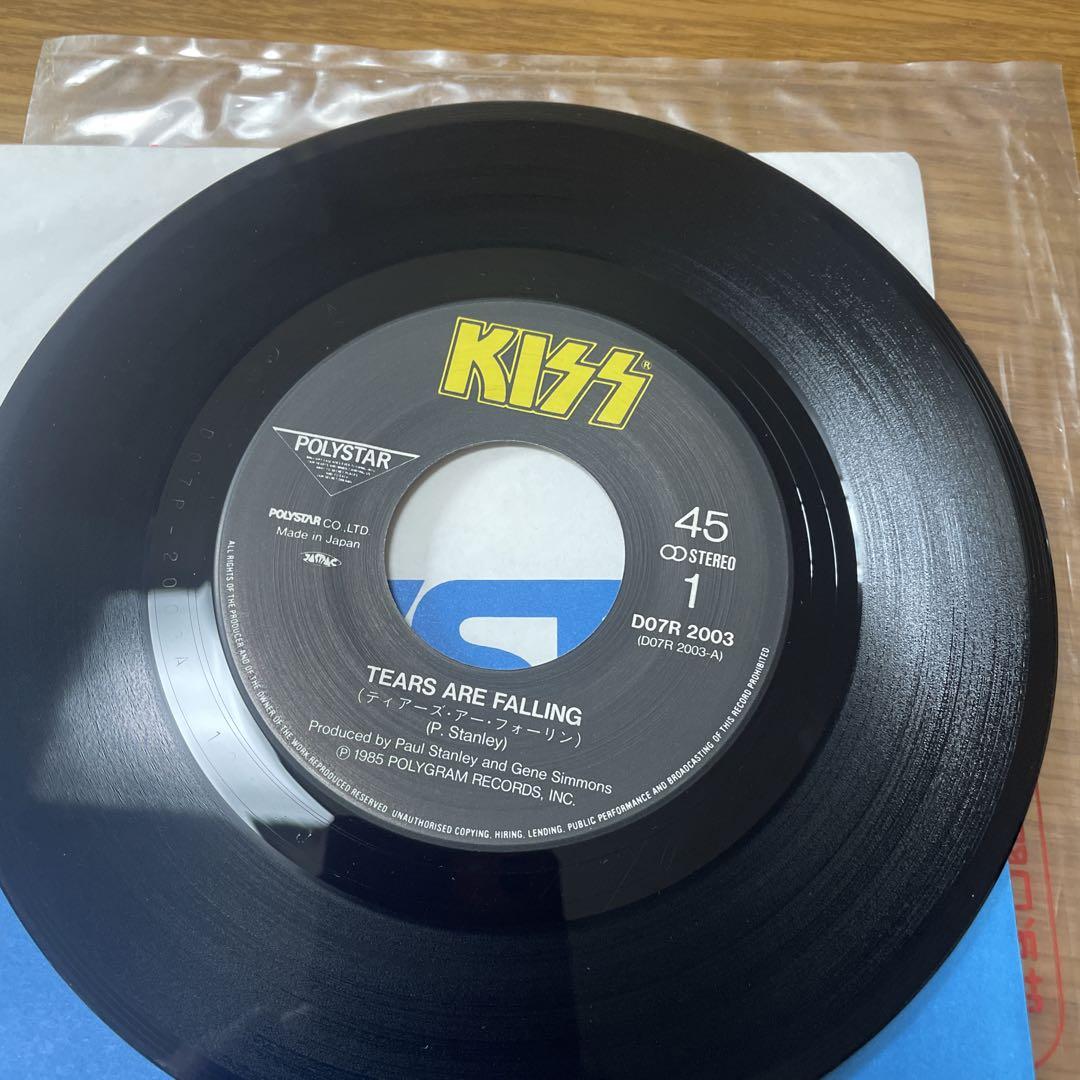 KISS®
POLYSTAR
POLYSTAR CO.,LTD.
Made in Japan
JASRAC
45
STEREO
1
D07R 2003
(D07R 2003-A)
TEARS ARE FALLING
(ティアーズ・アー・フォーリン)
(P. Stanley)
Produced by Paul Stanley and Gene Simmons
℗ 1985 POLYGRAM RECORDS, INC.
ALL RIGHTS OF THE PRODUCER AND OF THE OWNER OF THE WORK REPRODUCED RESERVED. UNAUTHORISED COPYING, HIRING, LENDING, PUBLIC PERFORMANCE AND BROADCASTING OF THIS RECORD PROHIBITED